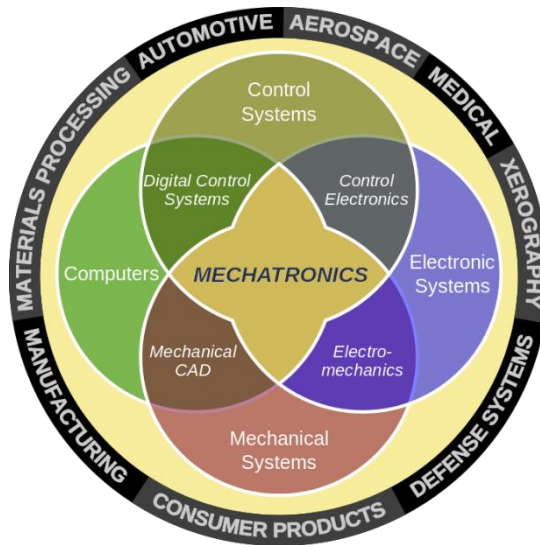 AUTOMOTIVE
AEROSPACE
MEDICAL
XEROGRAPHY
DEFENSE SYSTEMS
CONSUMER PRODUCTS
MANUFACTURING
MATERIALS PROCESSING
Control
Systems
Digital Control
Systems
Control
Electronics
Computers
MECHATRONICS
Electronic
Systems
Mechanical
CAD
Electro-
mechanics
Mechanical
Systems